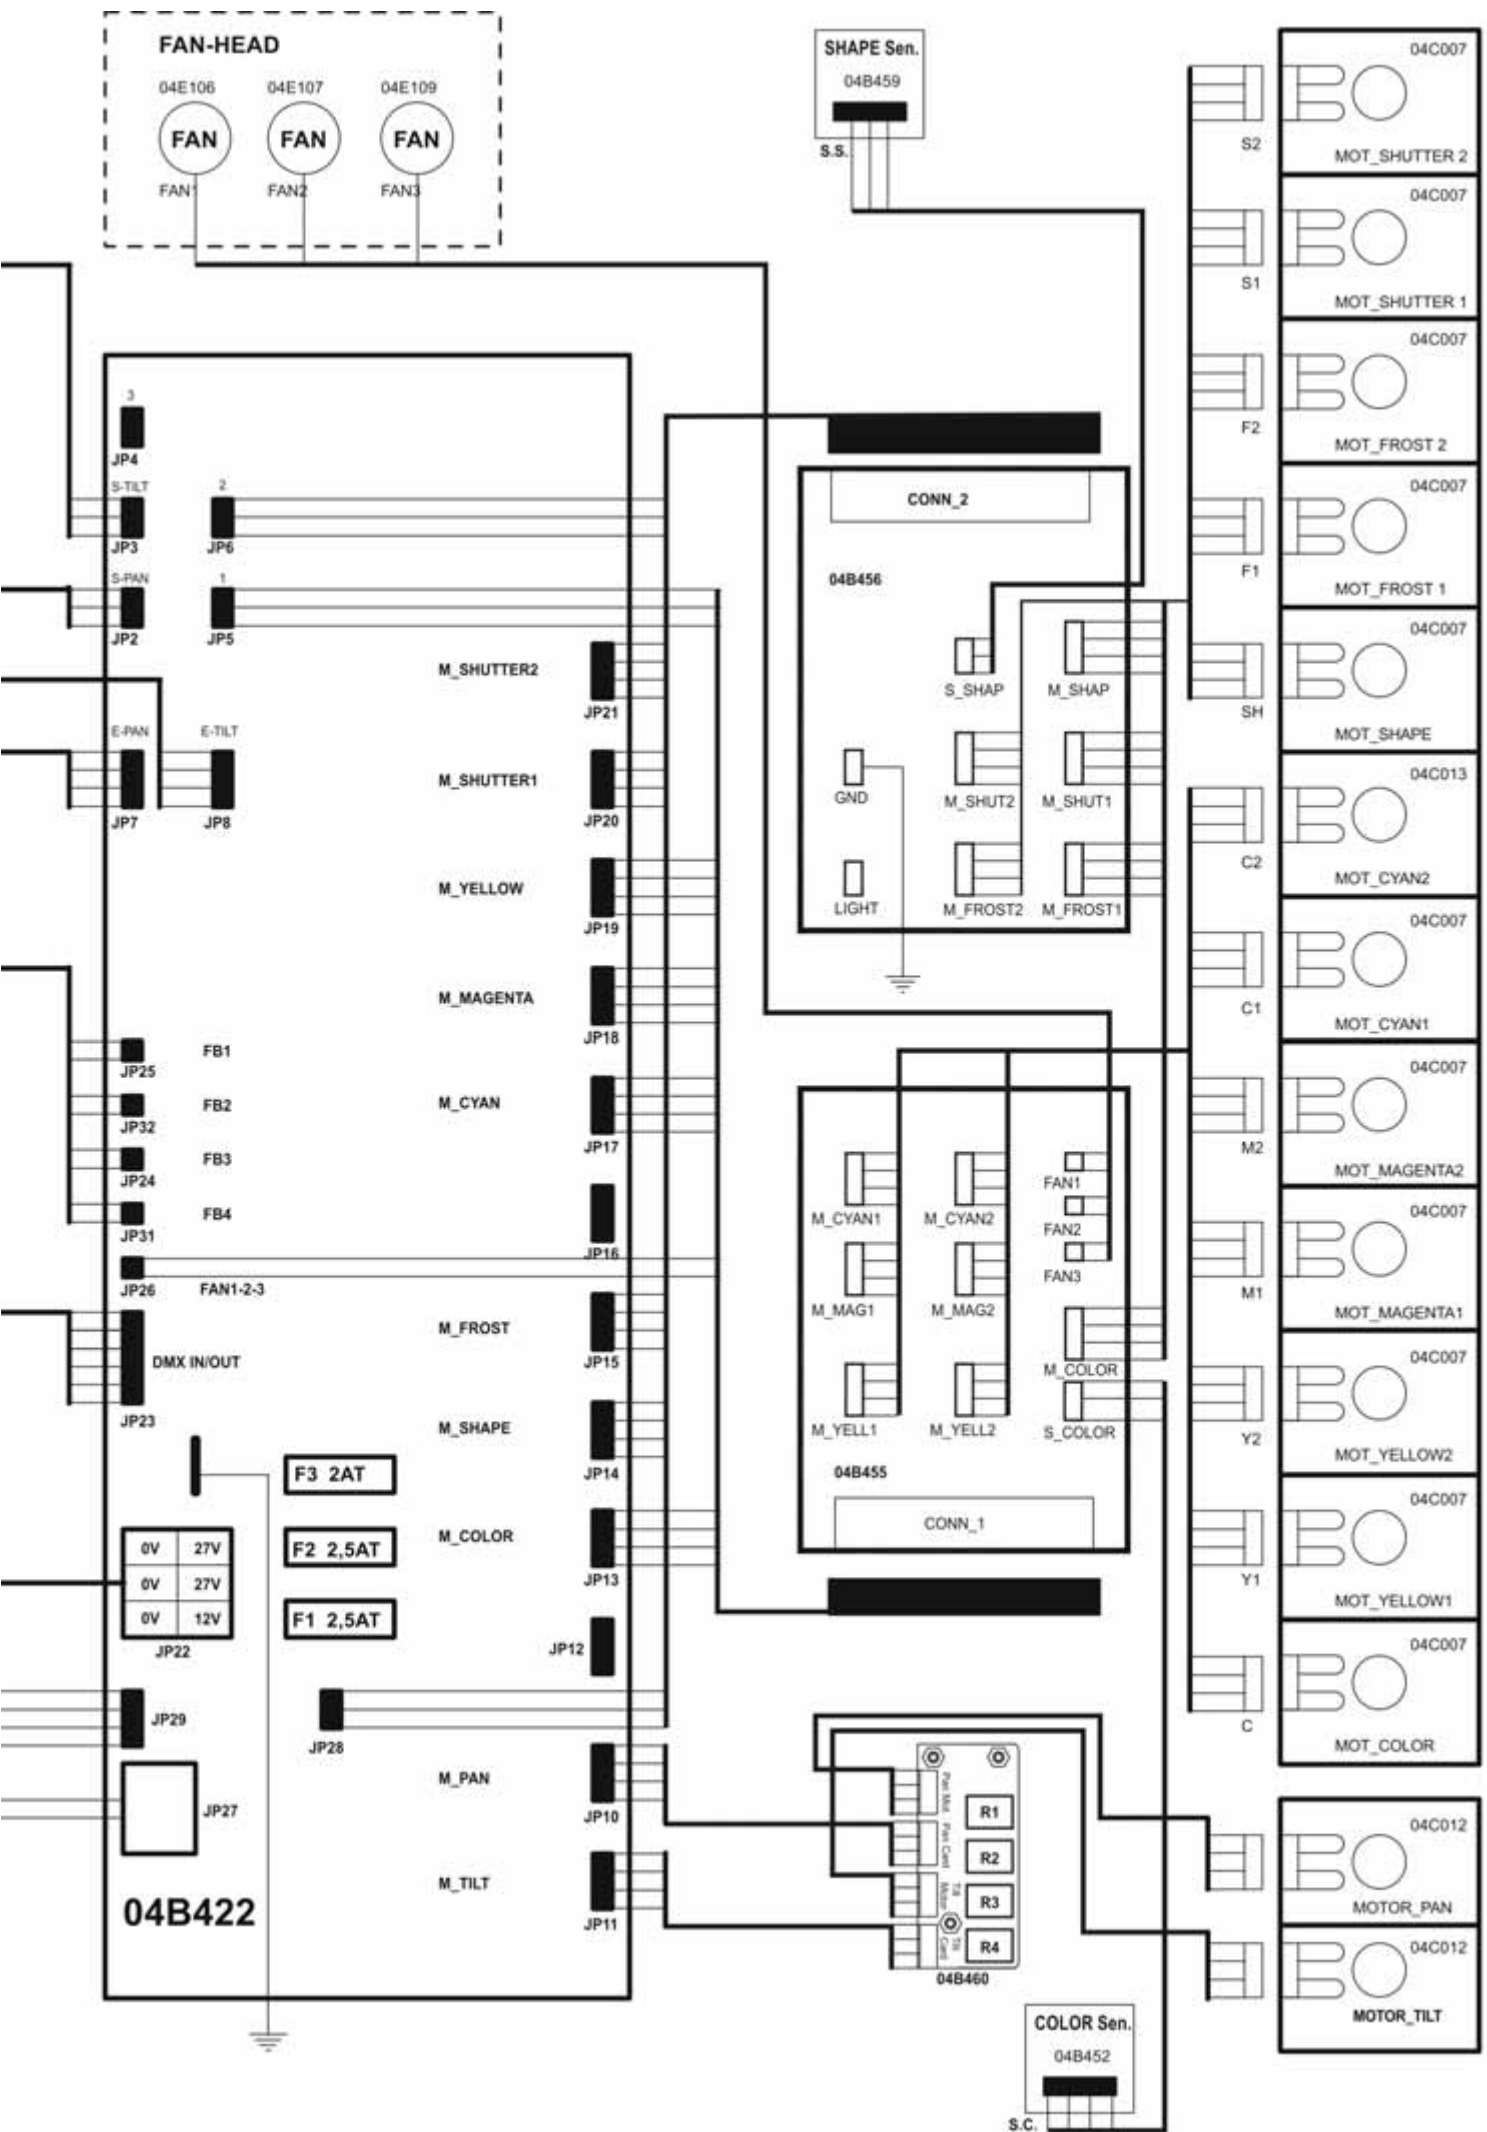 FAN-HEAD
04E106
04E107
04E109
FAN
FAN
FAN
FAN1
FAN2
FAN3
SHAPE Sen.
04B459
S.S.
3
JP4
S-TILT
2
JP3
JP6
S-PAN
1
JP2
JP5
E-PAN
E-TILT
JP7
JP8
FB1
JP25
FB2
JP32
FB3
JP24
FB4
JP31
JP26
FAN1-2-3
DMX IN/OUT
JP23
F3 2AT
F2 2,5AT
F1 2,5AT
0V 27V
0V 27V
0V 12V
JP22
JP29
JP28
JP27
04B422
M_SHUTTER2
JP21
M_SHUTTER1
JP20
M_YELLOW
JP19
M_MAGENTA
JP18
M_CYAN
JP17
JP16
M_FROST
JP15
M_SHAPE
JP14
M_COLOR
JP13
JP12
M_PAN
JP10
M_TILT
JP11
CONN_2
04B456
S_SHAP
M_SHAP
GND
M_SHUT2
M_SHUT1
LIGHT
M_FROST2
M_FROST1
M_CYAN1
M_CYAN2
FAN1
FAN2
FAN3
M_MAG1
M_MAG2
M_COLOR
M_YELL1
M_YELL2
S_COLOR
04B455
CONN_1
Pan Mot
Pan Card
Tilt Motor
Tilt Card
R1
R2
R3
R4
04B460
COLOR Sen.
04B452
S.C.
S2
04C007
MOT_SHUTTER 2
S1
04C007
MOT_SHUTTER 1
F2
04C007
MOT_FROST 2
F1
04C007
MOT_FROST 1
SH
04C007
MOT_SHAPE
C2
04C013
MOT_CYAN2
C1
04C007
MOT_CYAN1
M2
04C007
MOT_MAGENTA2
M1
04C007
MOT_MAGENTA1
Y2
04C007
MOT_YELLOW2
Y1
04C007
MOT_YELLOW1
C
04C007
MOT_COLOR
04C012
MOTOR_PAN
04C012
MOTOR_TILT